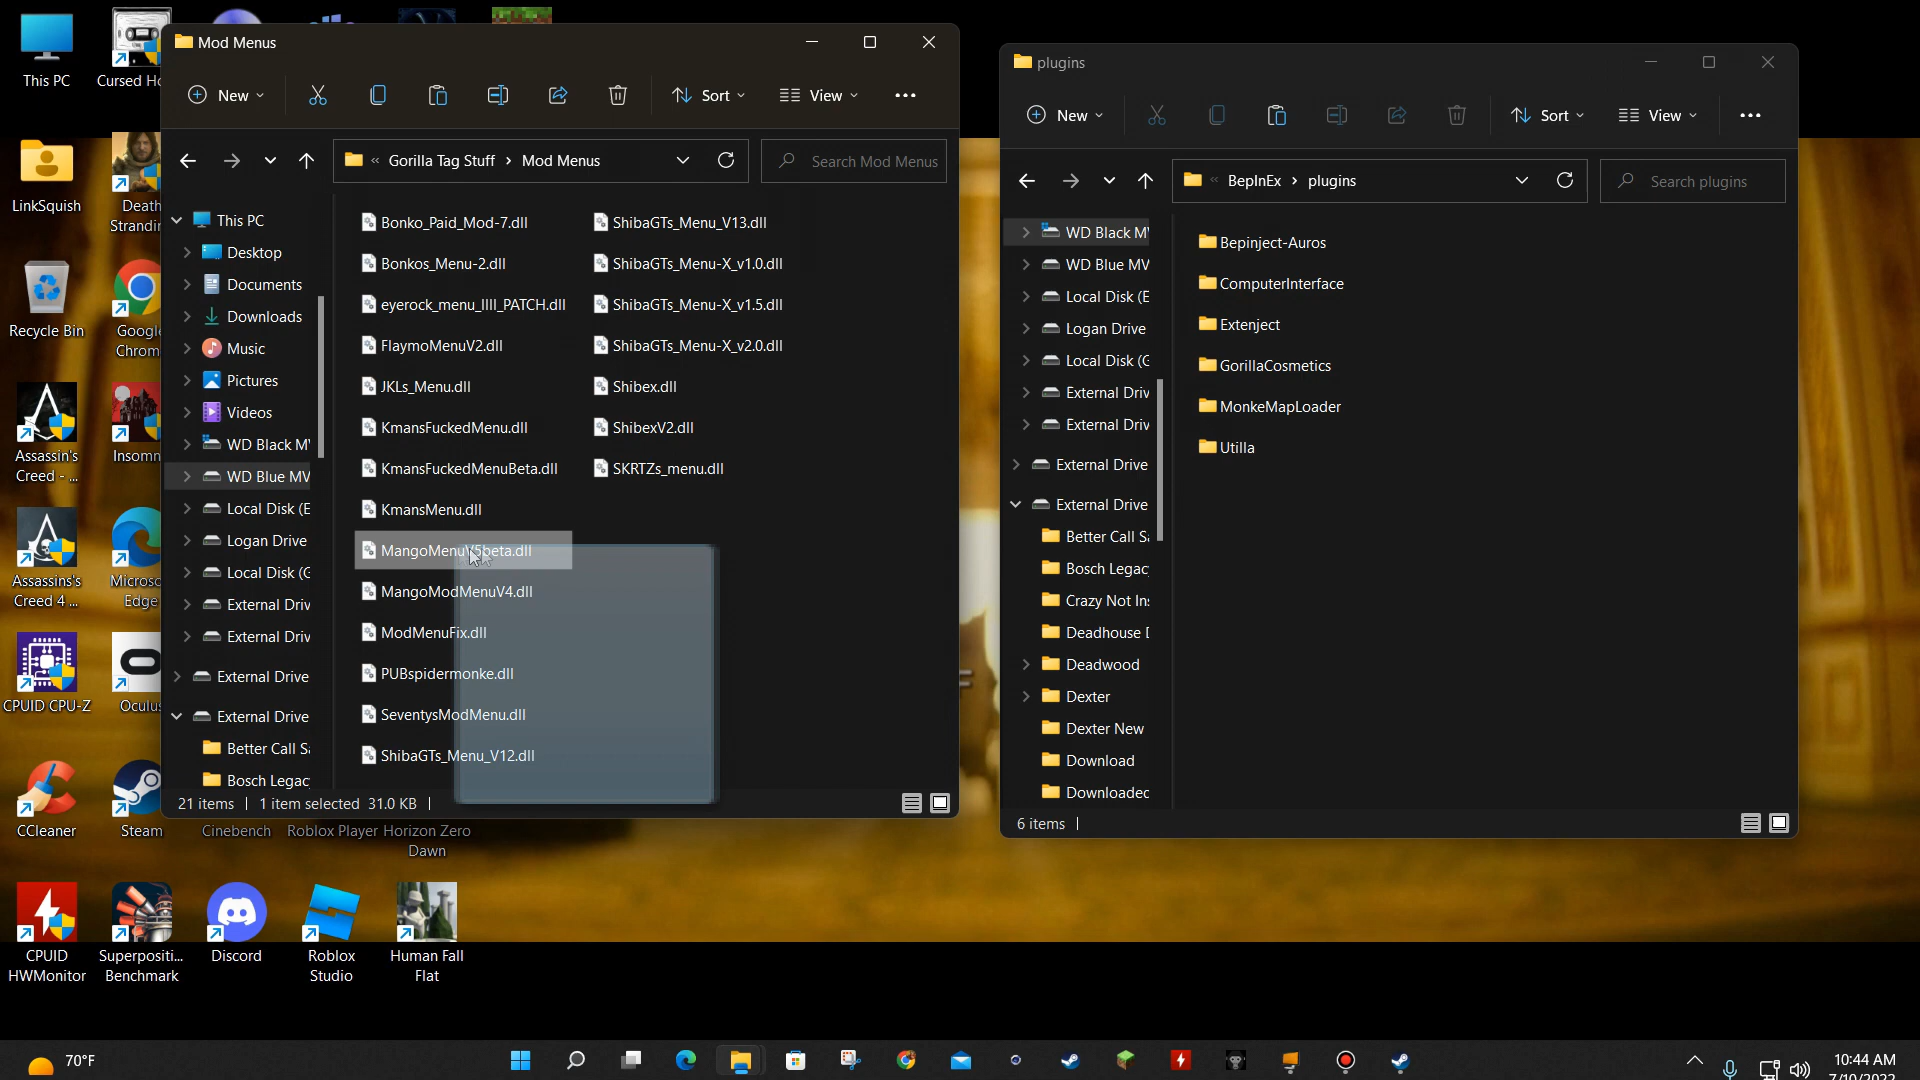 This PC
Cursed Ho
LinkSquish
Death
Strandin
Recycle Bin
Google
Chrom
Assassin's
Creed - ...
Insomn
Assassins's
Creed 4 ...
Microso
Edge
CPUID CPU-Z
Oculus
CCleaner
Steam
Cinebench
Roblox Player
Horizon Zero
Dawn
CPUID
HWMonitor
Superpositi...
Benchmark
Discord
Roblox
Studio
Human Fall
Flat
Mod Menus
New
Sort
View
Gorilla Tag Stuff > Mod Menus
Search Mod Menus
This PC
Desktop
Documents
Downloads
Music
Pictures
Videos
WD Black M
WD Blue MV
Local Disk (E
Logan Drive
Local Disk (G
External Driv
External Driv
External Drive
External Drive
Better Call Sa
Bosch Legac
Bonko_Paid_Mod-7.dll
Bonkos_Menu-2.dll
eyerock_menu_IIII_PATCH.dll
FlaymoMenuV2.dll
JKLs_Menu.dll
KmansFuckedMenu.dll
KmansFuckedMenuBeta.dll
KmansMenu.dll
MangoMenuV5beta.dll
MangoModMenuV4.dll
ModMenuFix.dll
PUBspidermonke.dll
SeventysModMenu.dll
ShibaGTs_Menu_V12.dll
ShibaGTs_Menu_V13.dll
ShibaGTs_Menu-X_v1.0.dll
ShibaGTs_Menu-X_v1.5.dll
ShibaGTs_Menu-X_v2.0.dll
Shibex.dll
ShibexV2.dll
SKRTZs_menu.dll
21 items | 1 item selected 31.0 KB |
plugins
New
Sort
View
BepInEx > plugins
Search plugins
WD Black M
WD Blue MV
Local Disk (E
Logan Drive
Local Disk (G
External Driv
External Driv
External Drive
External Drive
Better Call Sa
Bosch Legac
Crazy Not In
Deadhouse D
Deadwood
Dexter
Dexter New
Download
Downloaded
Bepinject-Auros
ComputerInterface
Extenject
GorillaCosmetics
MonkeMapLoader
Utilla
6 items |
70°F
10:44 AM
7/10/2022